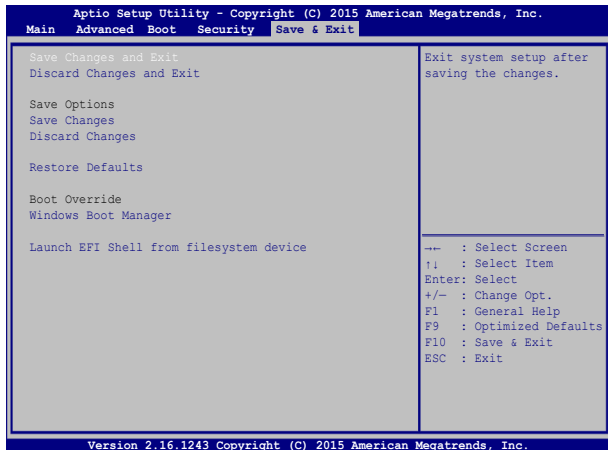 Aptio Setup Utility - Copyright (C) 2015 American Megatrends, Inc.
Main Advanced Boot Security Save & Exit
Save Changes and Exit
Discard Changes and Exit
Save Options
Save Changes
Discard Changes
Restore Defaults
Boot Override
Windows Boot Manager
Launch EFI Shell from filesystem device
Exit system setup after
saving the changes.
→← : Select Screen
↑↓ : Select Item
Enter: Select
+/− : Change Opt.
F1 : General Help
F9 : Optimized Defaults
F10 : Save & Exit
ESC : Exit
Version 2.16.1243 Copyright (C) 2015 American Megatrends, Inc.